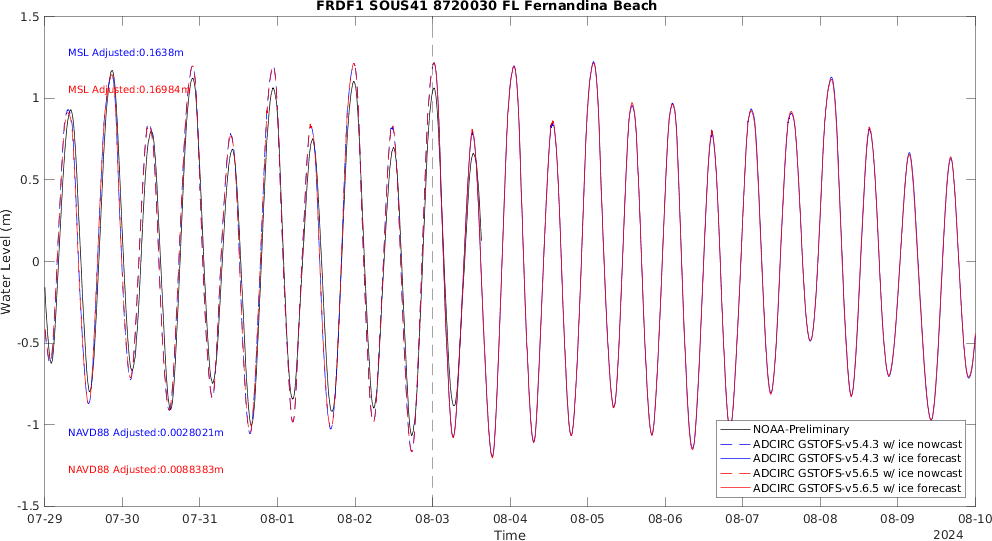 FRDF1 SOUS41 8720030 FL Fernandina Beach
1.5
1
0.5
0
-0.5
-1
-1.5
Water Level (m)
MSL Adjusted:0.1638m
MSL Adjusted:0.16984m
NAVD88 Adjusted:0.0028021m
NAVD88 Adjusted:0.0088383m
NOAA-Preliminary
ADCIRC GSTOFS-v5.4.3 w/ ice nowcast
ADCIRC GSTOFS-v5.4.3 w/ ice forecast
ADCIRC GSTOFS-v5.6.5 w/ ice nowcast
ADCIRC GSTOFS-v5.6.5 w/ ice forecast
07-29 07-30 07-31 08-01 08-02 08-03 08-04 08-05 08-06 08-07 08-08 08-09 08-10
Time
2024